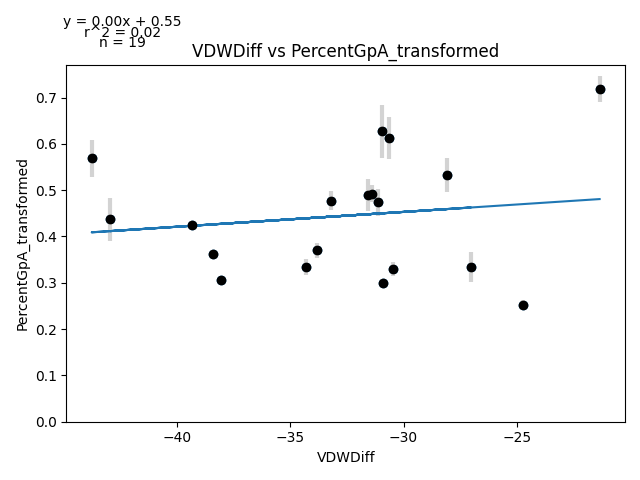 y = 0.00x + 0.55
r^2 = 0.02
n = 19
VDWDiff vs PercentGpA_transformed
PercentGpA_transformed
0.7
0.6
0.5
0.4
0.3
0.2
0.1
0.0
−40
−35
−30
−25
VDWDiff